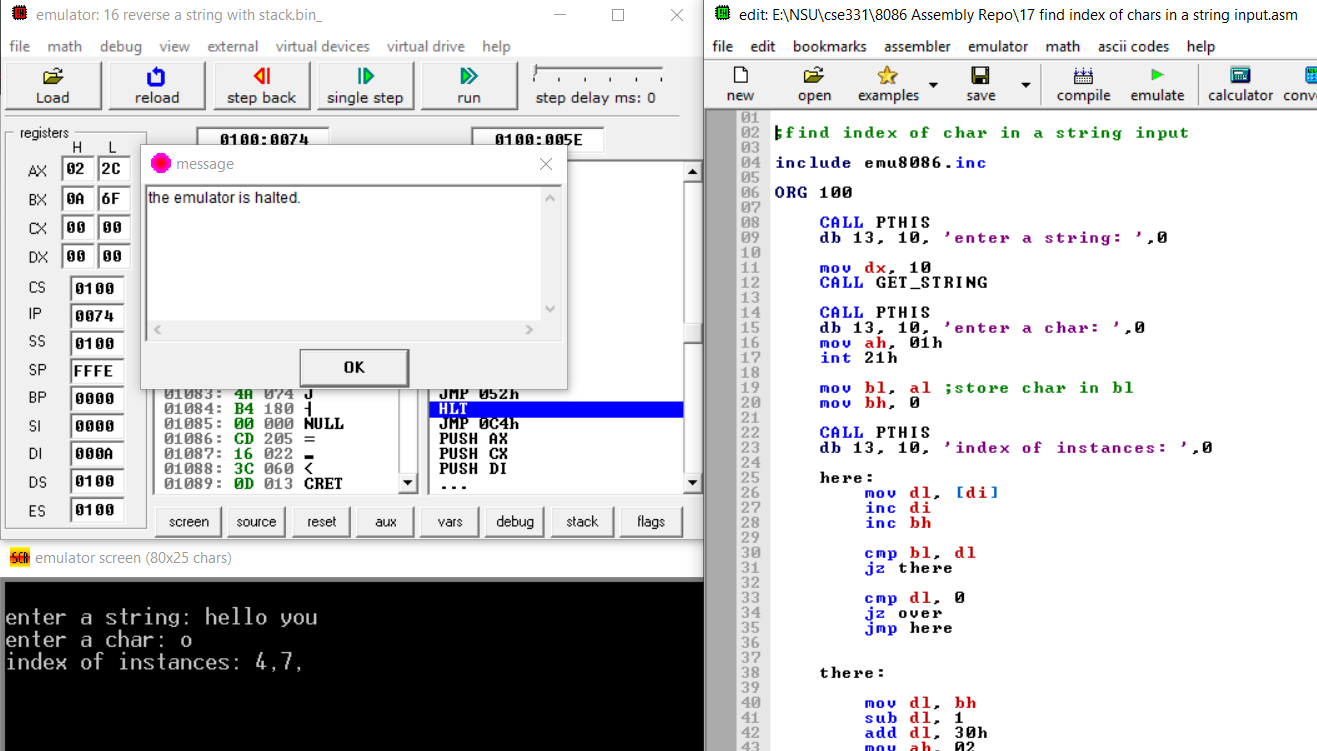 emulator: 16 reverse a string with stack.bin_
file math debug view external virtual devices virtual drive help
Load reload step back single step run step delay ms: 0
registers
H L
0100:0074 0100:005E
AX 02 2C
BX 0A 6F
CX 00 00
DX 00 00
CS 0100
IP 0074
SS 0100
SP FFFE
BP 0000
SI 0000
DI 000A
DS 0100
ES 0100
message
the emulator is halted.
OK
01083: 4A 074 J
01084: B4 180 ┤
01085: 00 000 NULL
01086: CD 205 =
01087: 16 022 ▬
01088: 3C 060 <
01089: 0D 013 CRET
JMP 052h
HLT
JMP 0C4h
PUSH AX
PUSH CX
PUSH DI
...
screen source reset aux vars debug stack flags
SCR emulator screen (80x25 chars)
enter a string: hello you
enter a char: o
index of instances: 4,7,
edit: E:\NSU\cse331\8086 Assembly Repo\17 find index of chars in a string input.asm
file edit bookmarks assembler emulator math ascii codes help
new open examples save compile emulate calculator conv
01
02 ;find index of char in a string input
03
04 include emu8086.inc
05
06 ORG 100
07
08 CALL PTHIS
09 db 13, 10, 'enter a string: ',0
10
11 mov dx, 10
12 CALL GET_STRING
13
14 CALL PTHIS
15 db 13, 10, 'enter a char: ',0
16 mov ah, 01h
17 int 21h
18
19 mov bl, al ;store char in bl
20 mov bh, 0
21
22 CALL PTHIS
23 db 13, 10, 'index of instances: ',0
24
25 here:
26 mov dl, [di]
27 inc di
28 inc bh
29
30 cmp bl, dl
31 jz there
32
33 cmp dl, 0
34 jz over
35 jmp here
36
37
38 there:
39
40 mov dl, bh
41 sub dl, 1
42 add dl, 30h
43 mov ah, 02